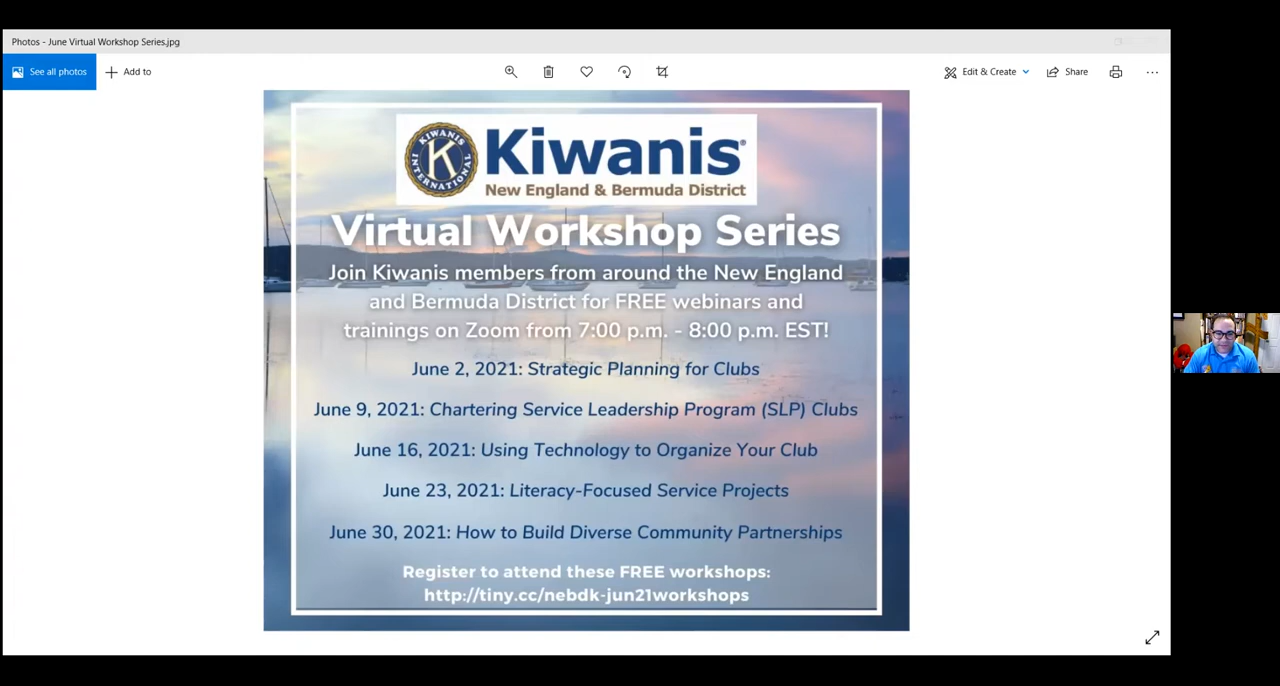 Photos - June Virtual Workshop Series.jpg
See all photos
Add to
Edit & Create
Share
KIWANIS
INTERNATIONAL
K
Kiwanis®
New England & Bermuda District
Virtual Workshop Series
Join Kiwanis members from around the New England
and Bermuda District for FREE webinars and
trainings on Zoom from 7:00 p.m. - 8:00 p.m. EST!
June 2, 2021: Strategic Planning for Clubs
June 9, 2021: Chartering Service Leadership Program (SLP) Clubs
June 16, 2021: Using Technology to Organize Your Club
June 23, 2021: Literacy-Focused Service Projects
June 30, 2021: How to Build Diverse Community Partnerships
Register to attend these FREE workshops:
http://tiny.cc/nebdk-jun21workshops